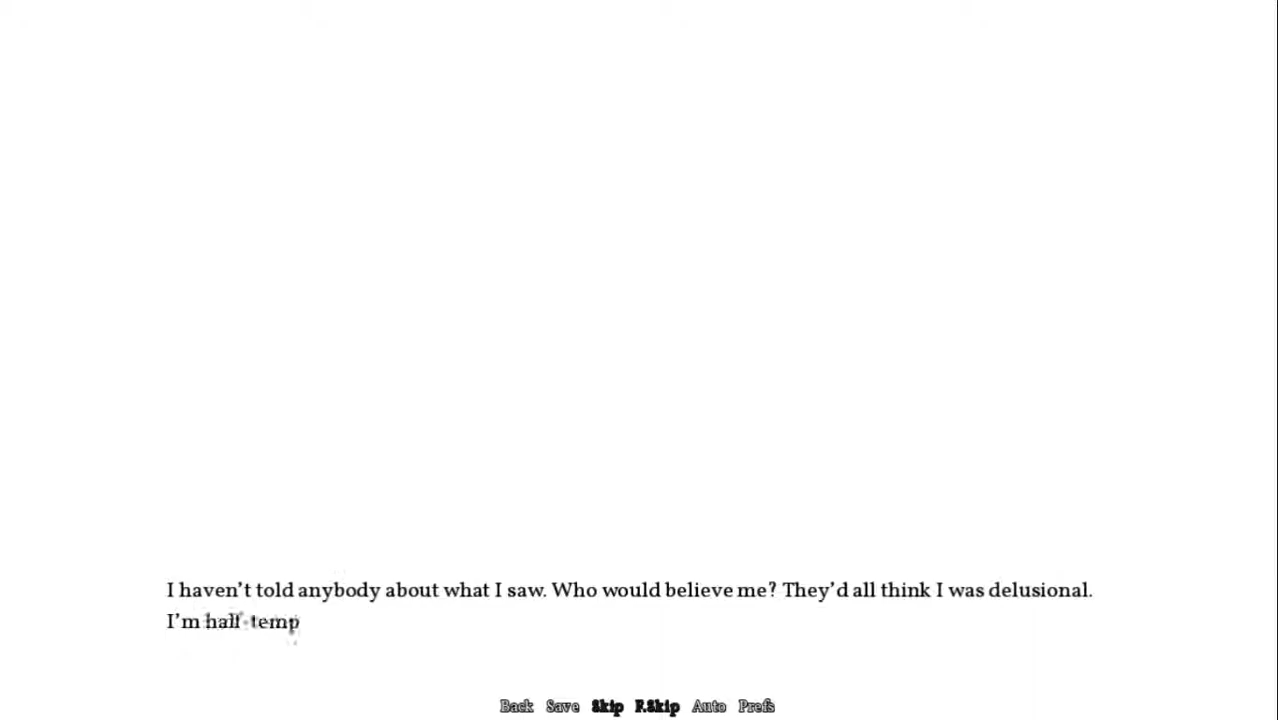 I haven't told anybody about what I saw. Who would believe me? They'd all think I was delusional.
I'm half-temp
Back Save Skip F.Skip Auto Prefs